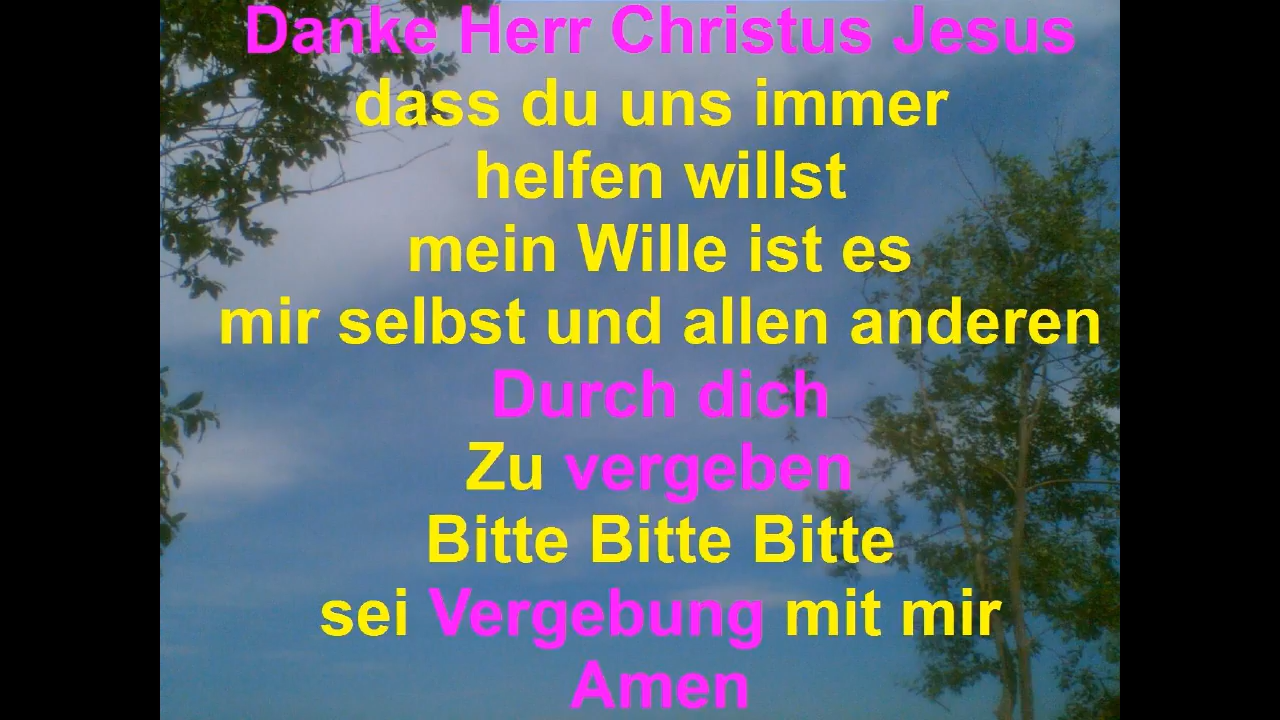 Danke Herr Christus Jesus
dass du uns immer
helfen willst
mein Wille ist es
mir selbst und allen anderen
Durch dich
Zu vergeben
Bitte Bitte Bitte
sei Vergebung mit mir
Amen